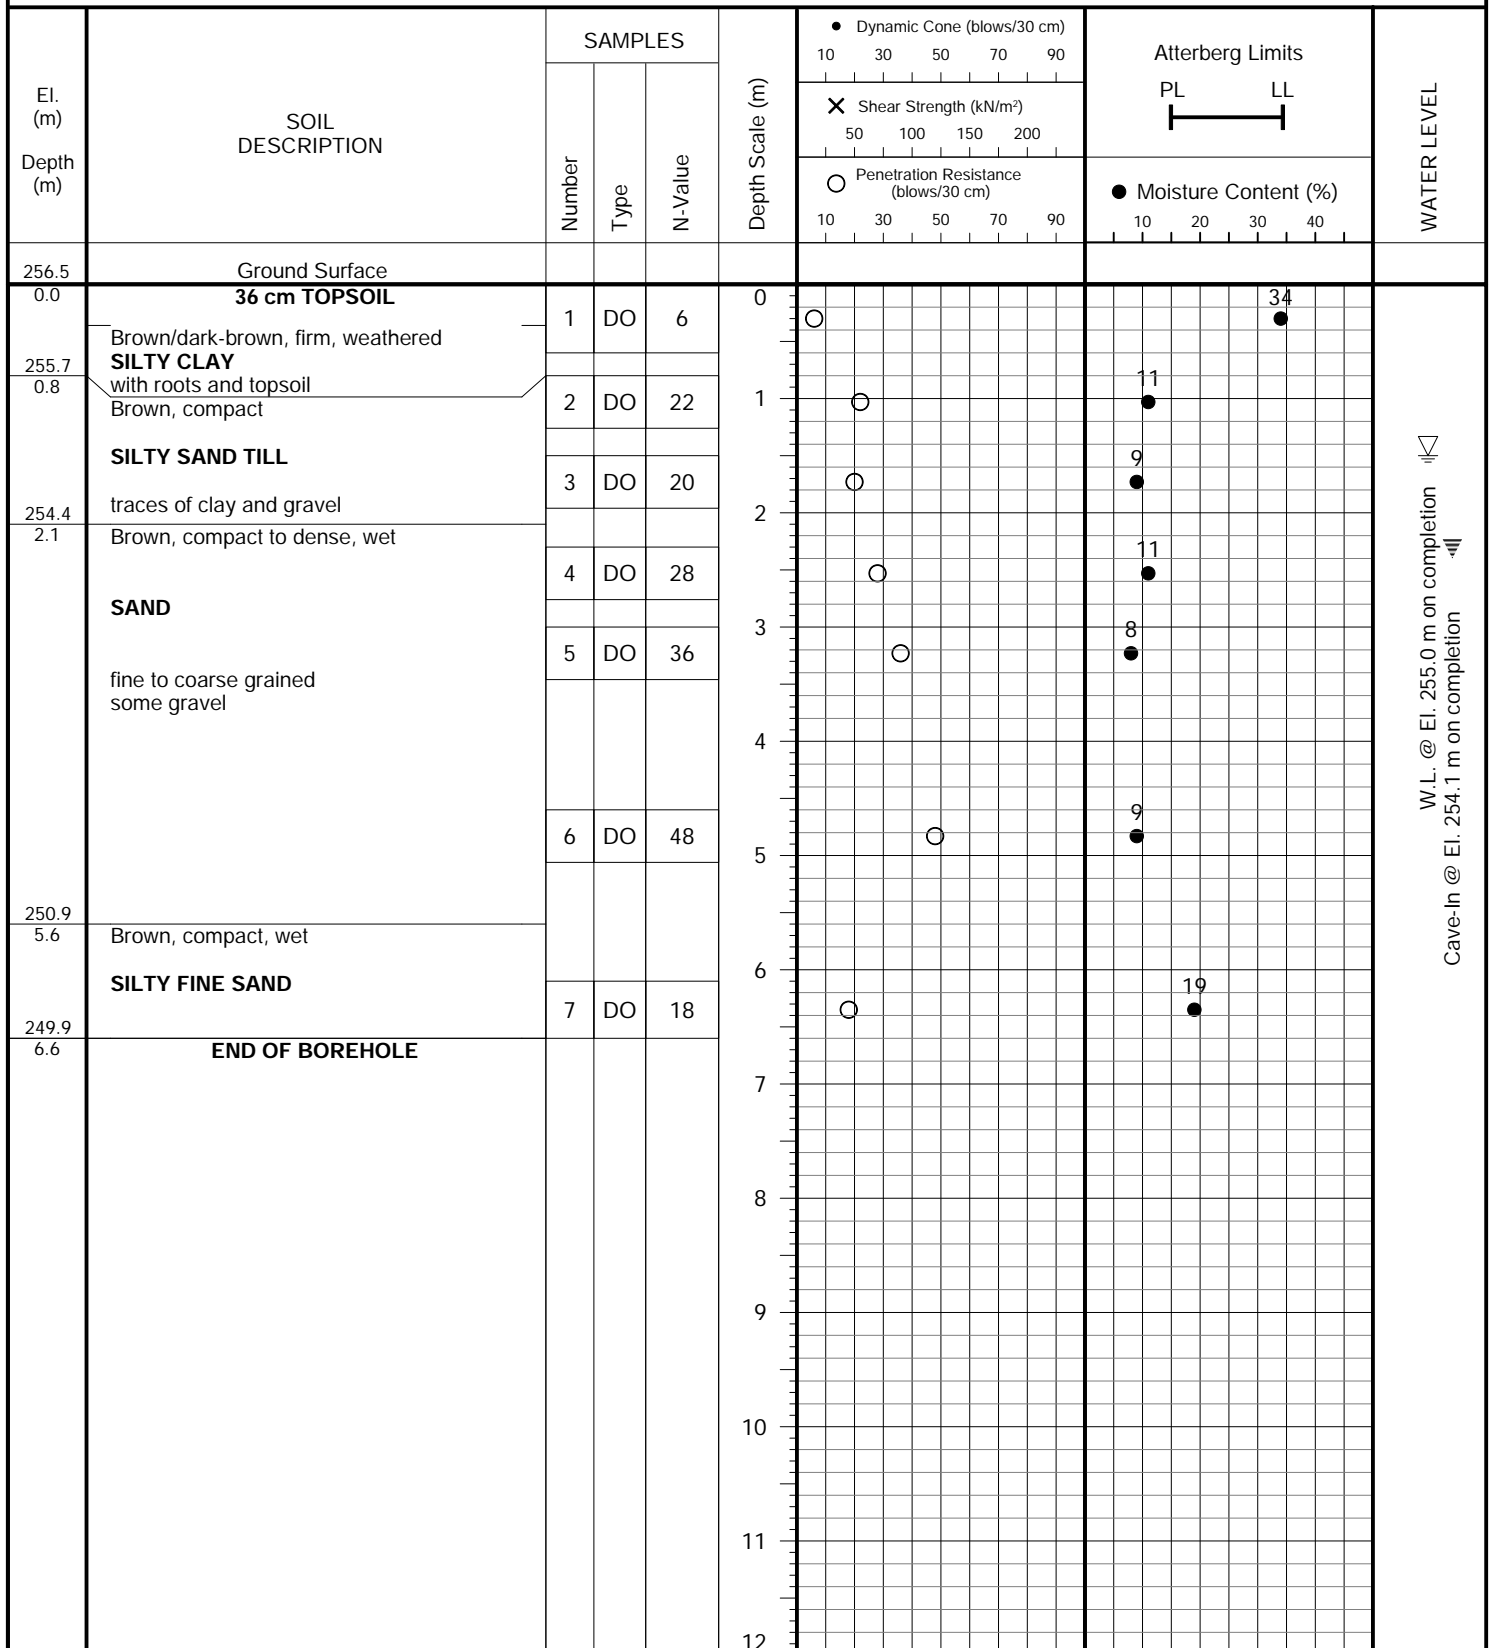 El.
(m)
Depth
(m)
SOIL
DESCRIPTION
SAMPLES
Number
Type
N-Value
Depth Scale (m)
Dynamic Cone (blows/30 cm)
10 30 50 70 90
Shear Strength (kN/m²)
50 100 150 200
Penetration Resistance
(blows/30 cm)
10 30 50 70 90
Atterberg Limits
PL LL
Moisture Content (%)
10 20 30 40
WATER LEVEL
256.5 Ground Surface
0.0 36 cm TOPSOIL 0 34
1 DO 6
Brown/dark-brown, firm, weathered
255.7 SILTY CLAY
0.8 with roots and topsoil 11
Brown, compact 2 DO 22 1
SILTY SAND TILL 9
3 DO 20
traces of clay and gravel
254.4 2
2.1 Brown, compact to dense, wet 11
4 DO 28
SAND
3 8
5 DO 36
fine to coarse grained
some gravel
4
9
6 DO 48
5
250.9
5.6 Brown, compact, wet
6
SILTY FINE SAND 19
7 DO 18
249.9
6.6 END OF BOREHOLE
7
8
9
10
11
12
W.L. @ El. 255.0 m on completion
Cave-In @ El. 254.1 m on completion